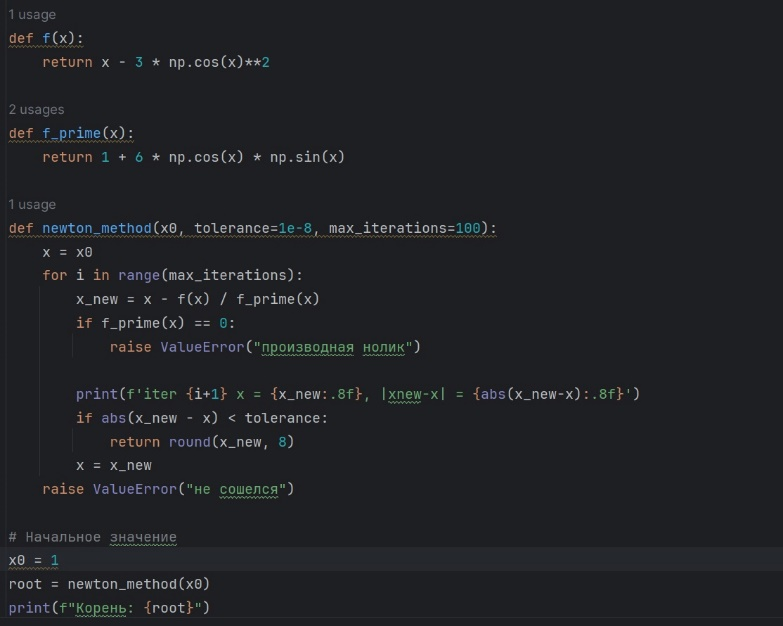 1 usage
def f(x):
    return x - 3 * np.cos(x)**2
2 usages
def f_prime(x):
    return 1 + 6 * np.cos(x) * np.sin(x)
1 usage
def newton_method(x0, tolerance=1e-8, max_iterations=100):
    x = x0
    for i in range(max_iterations):
        x_new = x - f(x) / f_prime(x)
        if f_prime(x) == 0:
            raise ValueError("производная нолик")
        print(f'iter {i+1} x = {x_new:.8f}, |xnew-x| = {abs(x_new-x):.8f}')
        if abs(x_new - x) < tolerance:
            return round(x_new, 8)
        x = x_new
    raise ValueError("не сошелся")
# Начальное значение
x0 = 1
root = newton_method(x0)
print(f"Корень: {root}")